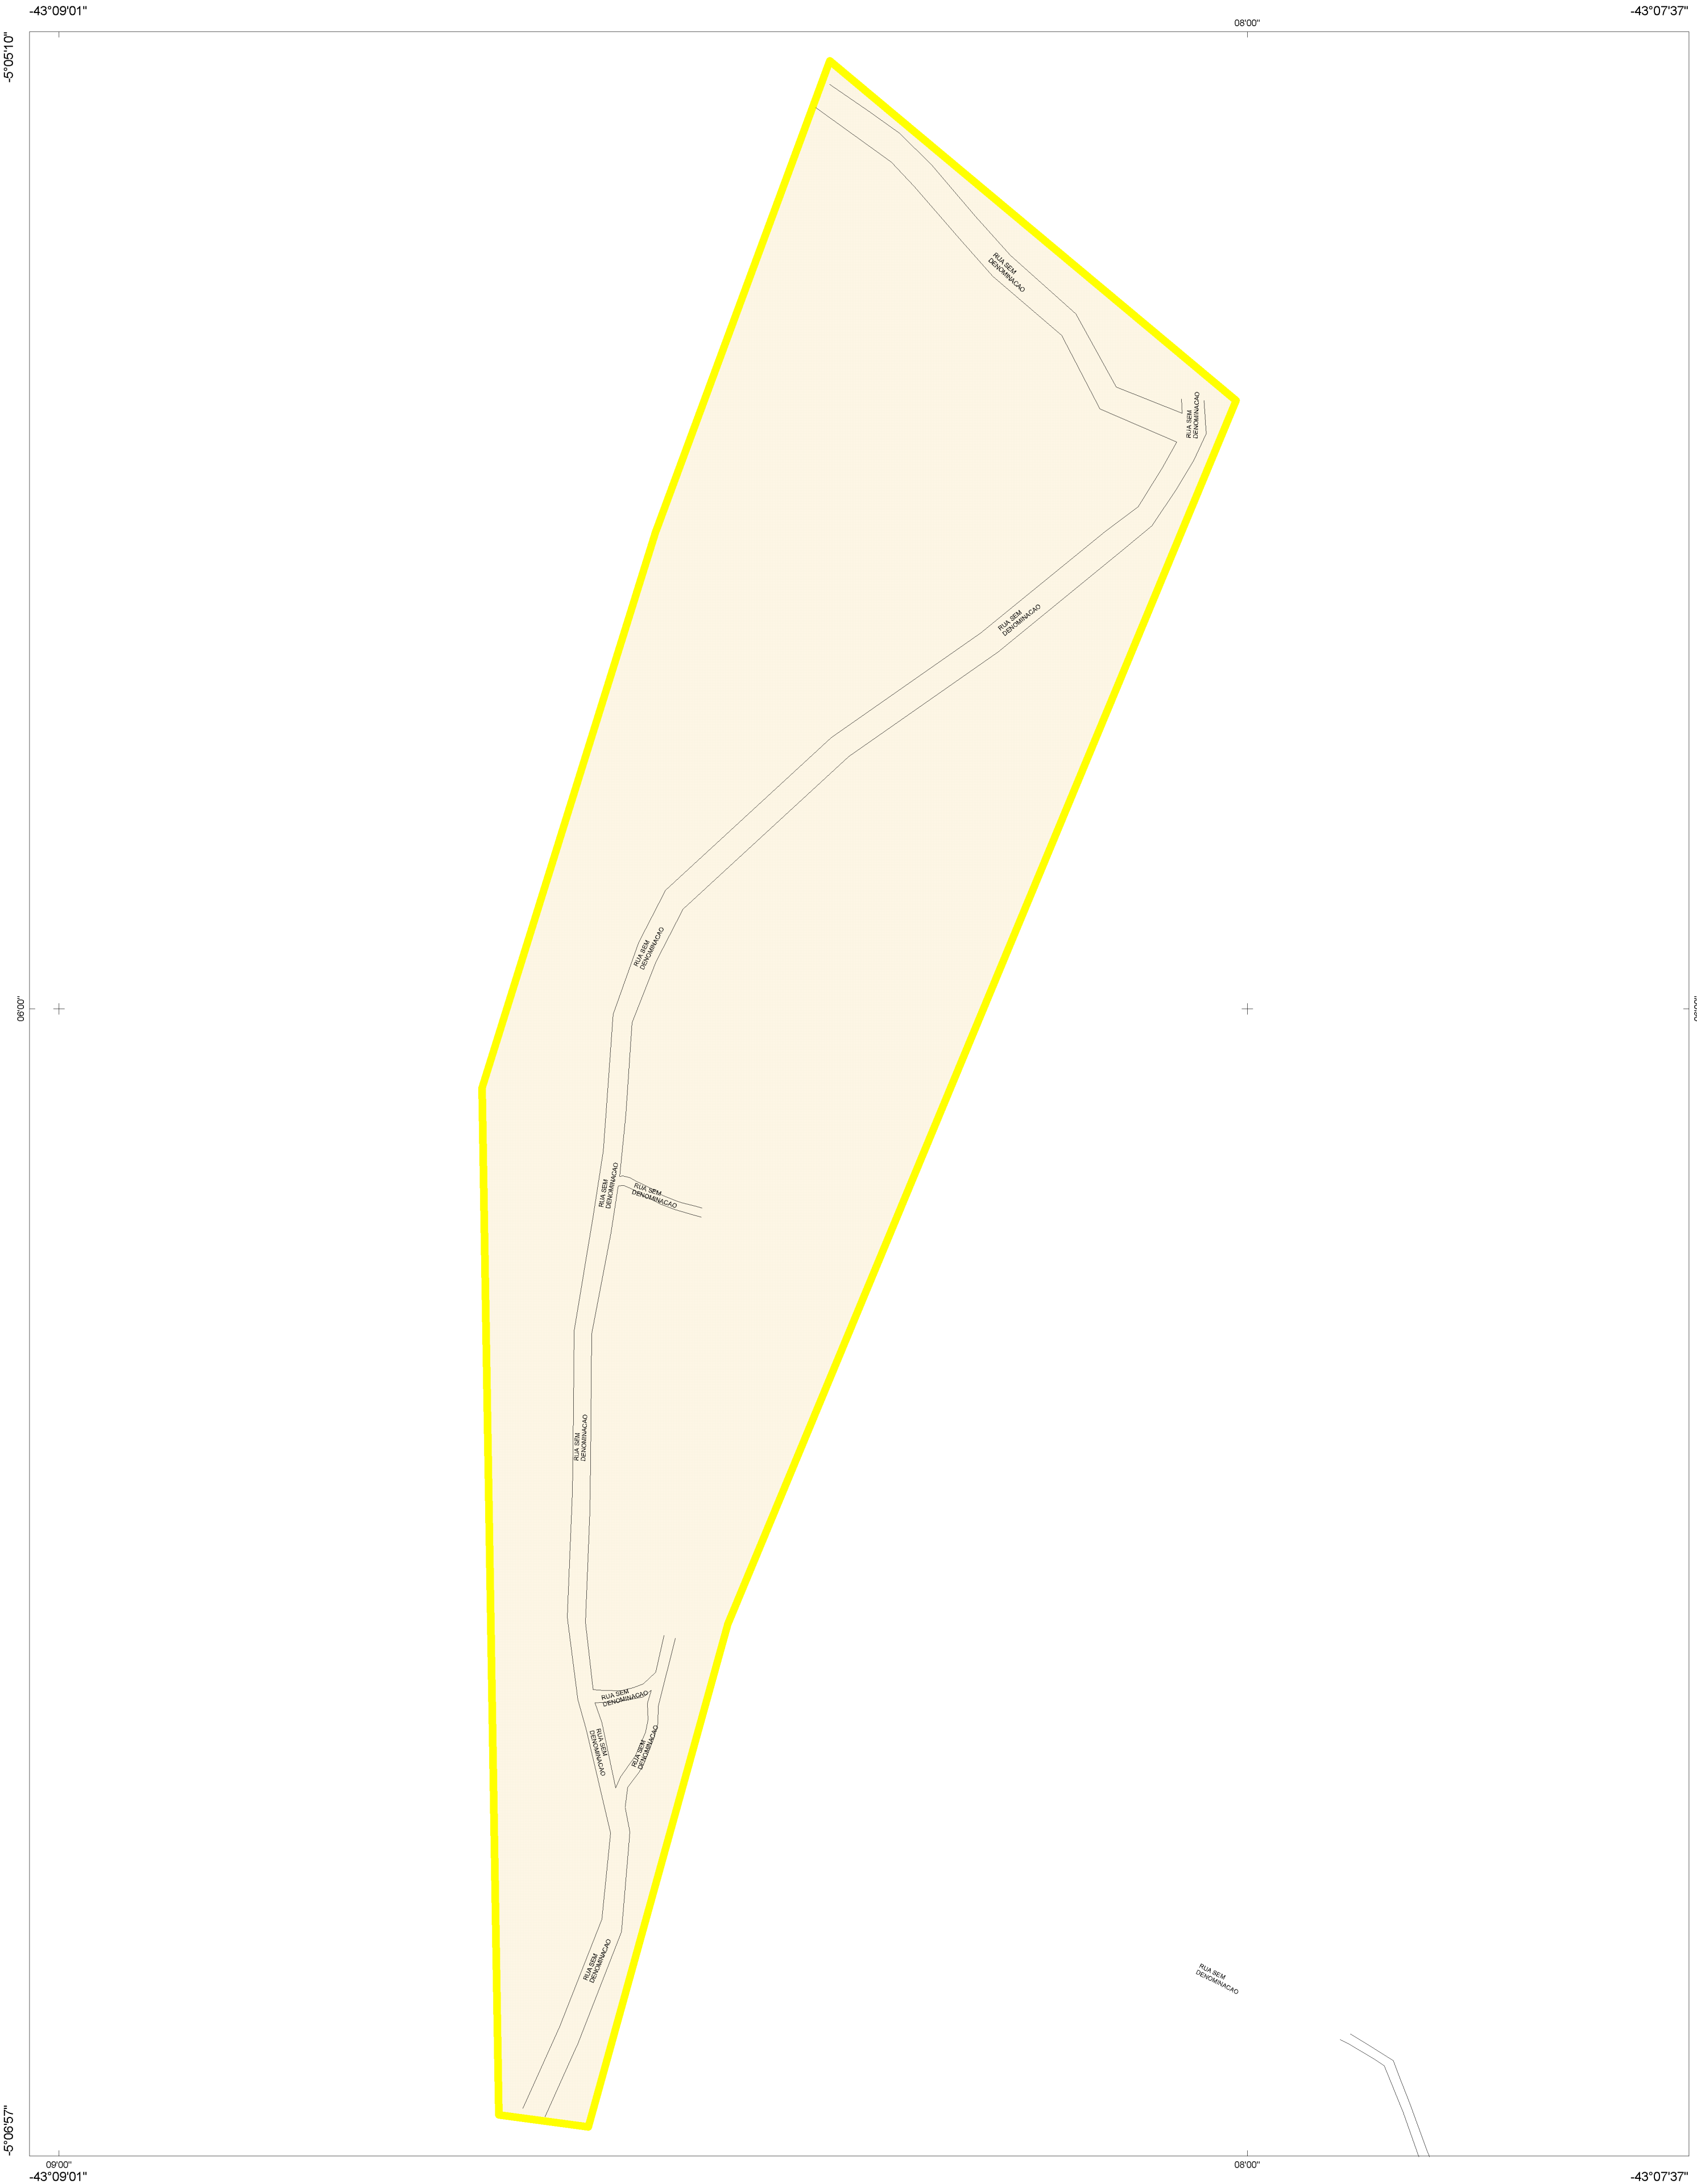 -43°09'01"
-43°07'37"
08'00"
-5°05'10"
RUA SEM
DENOMINACAO
RUA SEM
DENOMINACAO
RUA SEM
DENOMINACAO
RUA SEM
DENOMINACAO
06'00"
RUA SEM
DENOMINACAO
RUA SEM
DENOMINACAO
RUA SEM
DENOMINACAO
RUA SEM
DENOMINACAO
RUA SEM
DENOMINACAO
RUA SEM
DENOMINACAO
RUA SEM
DENOMINACAO
RUA SEM
DENOMINACAO
-5°06'57"
09'00"
08'00"
-43°09'01"
-43°07'37"